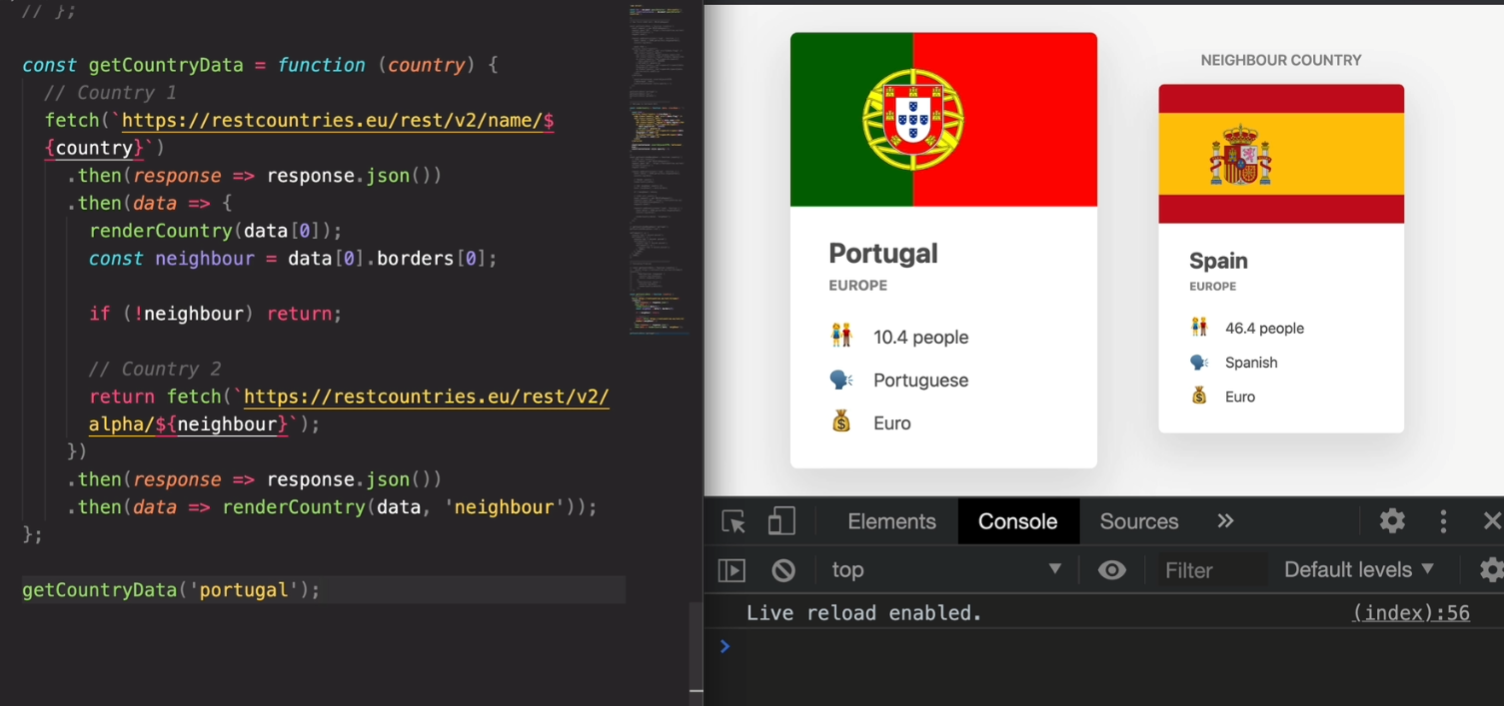 // };
const getCountryData = function (country) {
// Country 1
fetch(`https://restcountries.eu/rest/v2/name/$
{country}`)
.then(response => response.json())
.then(data => {
renderCountry(data[0]);
const neighbour = data[0].borders[0];
if (!neighbour) return;
// Country 2
return fetch(`https://restcountries.eu/rest/v2/
alpha/${neighbour}`);
})
.then(response => response.json())
.then(data => renderCountry(data, 'neighbour'));
};
getCountryData('portugal');
Portugal
EUROPE
10.4 people
Portuguese
Euro
NEIGHBOUR COUNTRY
Spain
EUROPE
46.4 people
Spanish
Euro
Elements Console Sources »
top Filter Default levels
Live reload enabled. (index):56